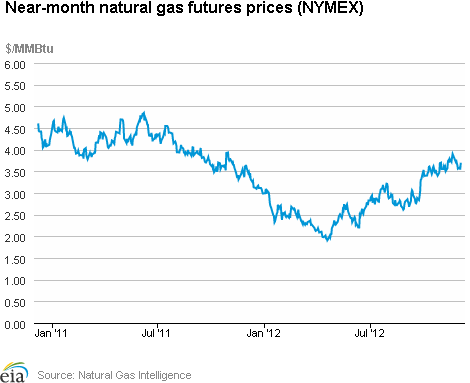 Near-month natural gas futures prices (NYMEX)
$/MMBtu
6.00
5.50
5.00
4.50
4.00
3.50
3.00
2.50
2.00
1.50
1.00
0.50
0.00
Jan '11
Jul '11
Jan '12
Jul '12
eia
Source: Natural Gas Intelligence